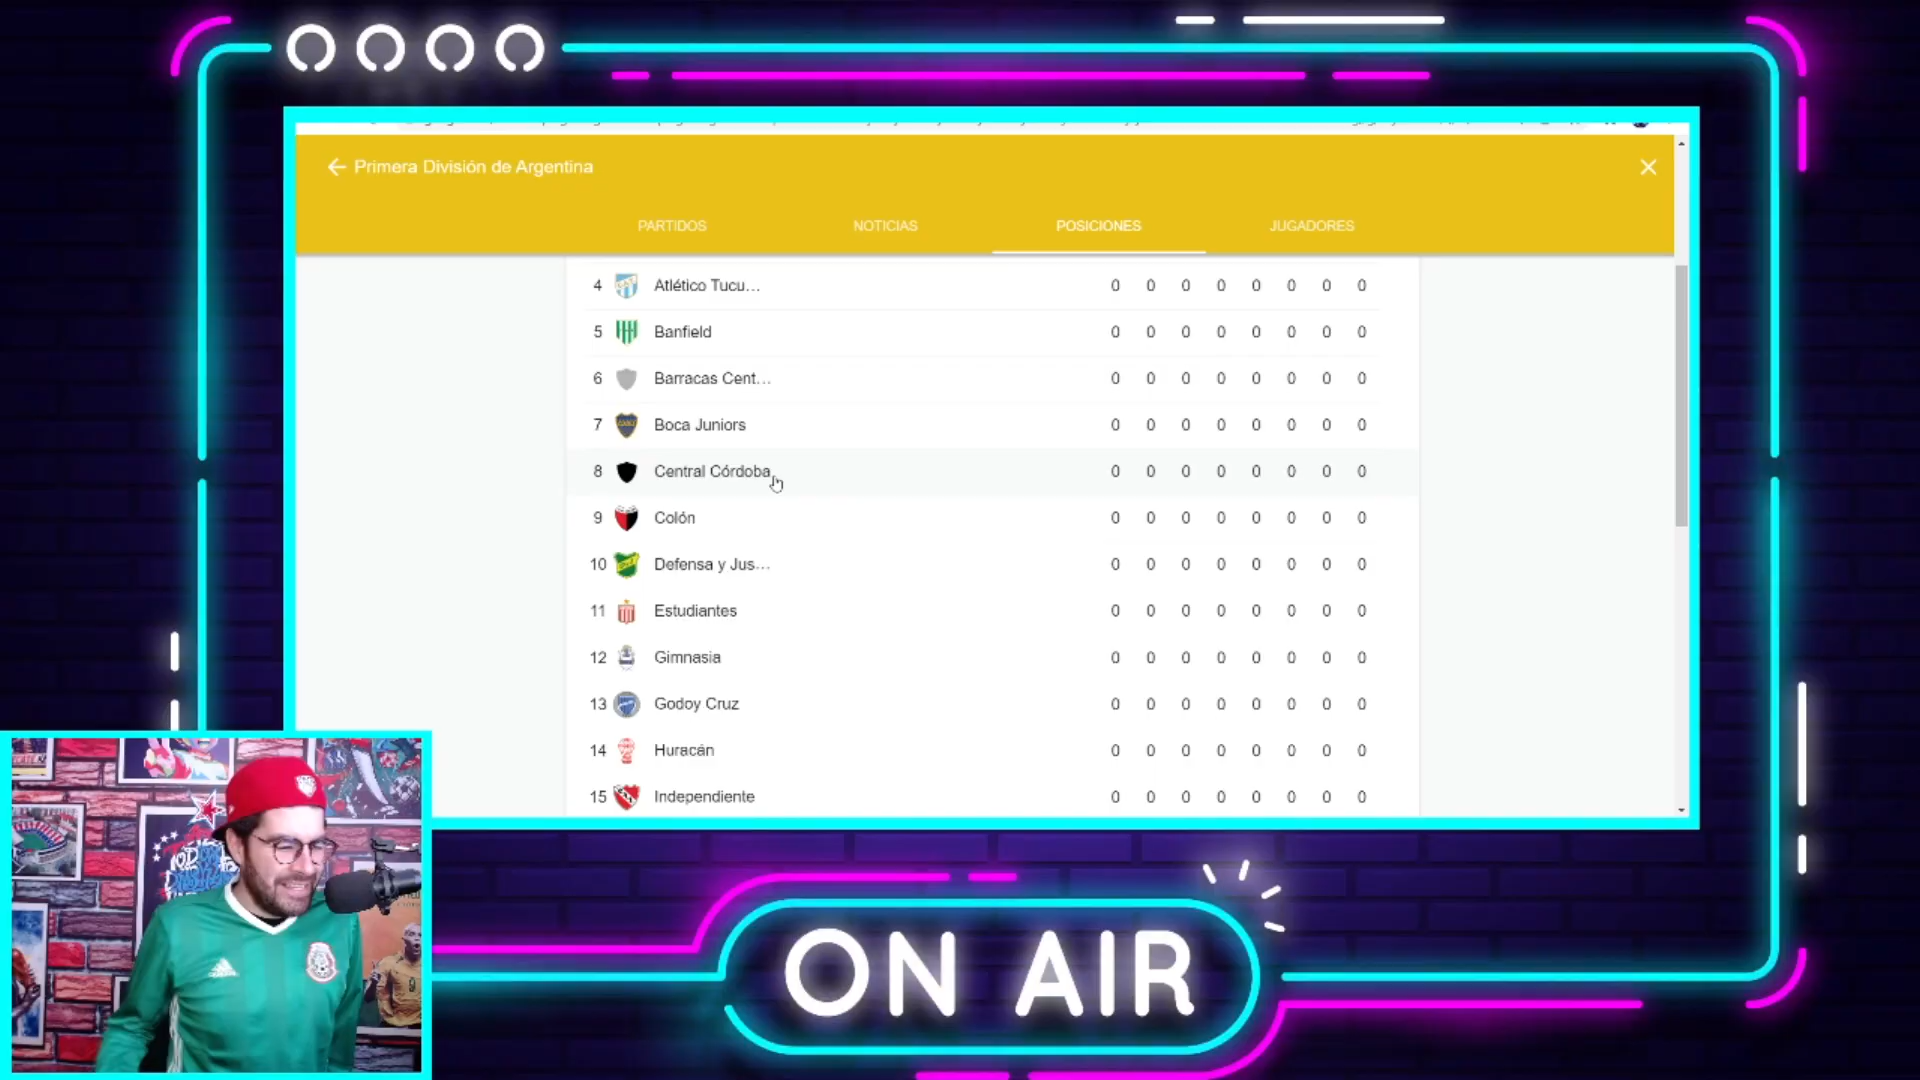 Primera División de Argentina
PARTIDOS NOTICIAS POSICIONES JUGADORES
4 Atlético Tucu... 0 0 0 0 0 0 0 0
5 Banfield 0 0 0 0 0 0 0 0
6 Barracas Cent... 0 0 0 0 0 0 0 0
7 Boca Juniors 0 0 0 0 0 0 0 0
8 Central Córdoba 0 0 0 0 0 0 0 0
9 Colón 0 0 0 0 0 0 0 0
10 Defensa y Jus... 0 0 0 0 0 0 0 0
11 Estudiantes 0 0 0 0 0 0 0 0
12 Gimnasia 0 0 0 0 0 0 0 0
13 Godoy Cruz 0 0 0 0 0 0 0 0
14 Huracán 0 0 0 0 0 0 0 0
15 Independiente 0 0 0 0 0 0 0 0
adidas
ON AIR